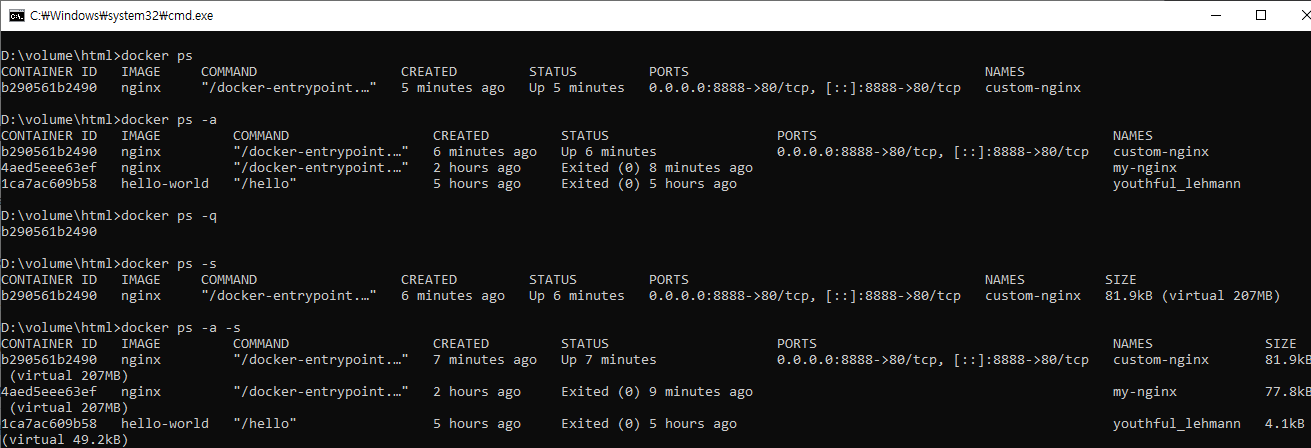 C:₩Windows₩system32₩cmd.exe
D:\volume\html>docker ps
CONTAINER ID   IMAGE     COMMAND                  CREATED         STATUS         PORTS                                     NAMES
b290561b2490   nginx     "/docker-entrypoint.…"   5 minutes ago   Up 5 minutes   0.0.0.0:8888->80/tcp, [::]:8888->80/tcp   custom-nginx
D:\volume\html>docker ps -a
CONTAINER ID   IMAGE         COMMAND                  CREATED         STATUS                     PORTS                                     NAMES
b290561b2490   nginx         "/docker-entrypoint.…"   6 minutes ago   Up 6 minutes               0.0.0.0:8888->80/tcp, [::]:8888->80/tcp   custom-nginx
4aed5eee63ef   nginx         "/docker-entrypoint.…"   2 hours ago     Exited (0) 8 minutes ago                                             my-nginx
1ca7ac609b58   hello-world   "/hello"                 5 hours ago     Exited (0) 5 hours ago                                               youthful_lehmann
D:\volume\html>docker ps -q
b290561b2490
D:\volume\html>docker ps -s
CONTAINER ID   IMAGE     COMMAND                  CREATED         STATUS         PORTS                                     NAMES          SIZE
b290561b2490   nginx     "/docker-entrypoint.…"   6 minutes ago   Up 6 minutes   0.0.0.0:8888->80/tcp, [::]:8888->80/tcp   custom-nginx   81.9kB (virtual 207MB)
D:\volume\html>docker ps -a -s
CONTAINER ID   IMAGE         COMMAND                  CREATED         STATUS                     PORTS                                     NAMES              SIZE
b290561b2490   nginx         "/docker-entrypoint.…"   7 minutes ago   Up 7 minutes               0.0.0.0:8888->80/tcp, [::]:8888->80/tcp   custom-nginx       81.9kB
 (virtual 207MB)
4aed5eee63ef   nginx         "/docker-entrypoint.…"   2 hours ago     Exited (0) 9 minutes ago                                             my-nginx           77.8kB
 (virtual 207MB)
1ca7ac609b58   hello-world   "/hello"                 5 hours ago     Exited (0) 5 hours ago                                               youthful_lehmann   4.1kB
(virtual 49.2kB)